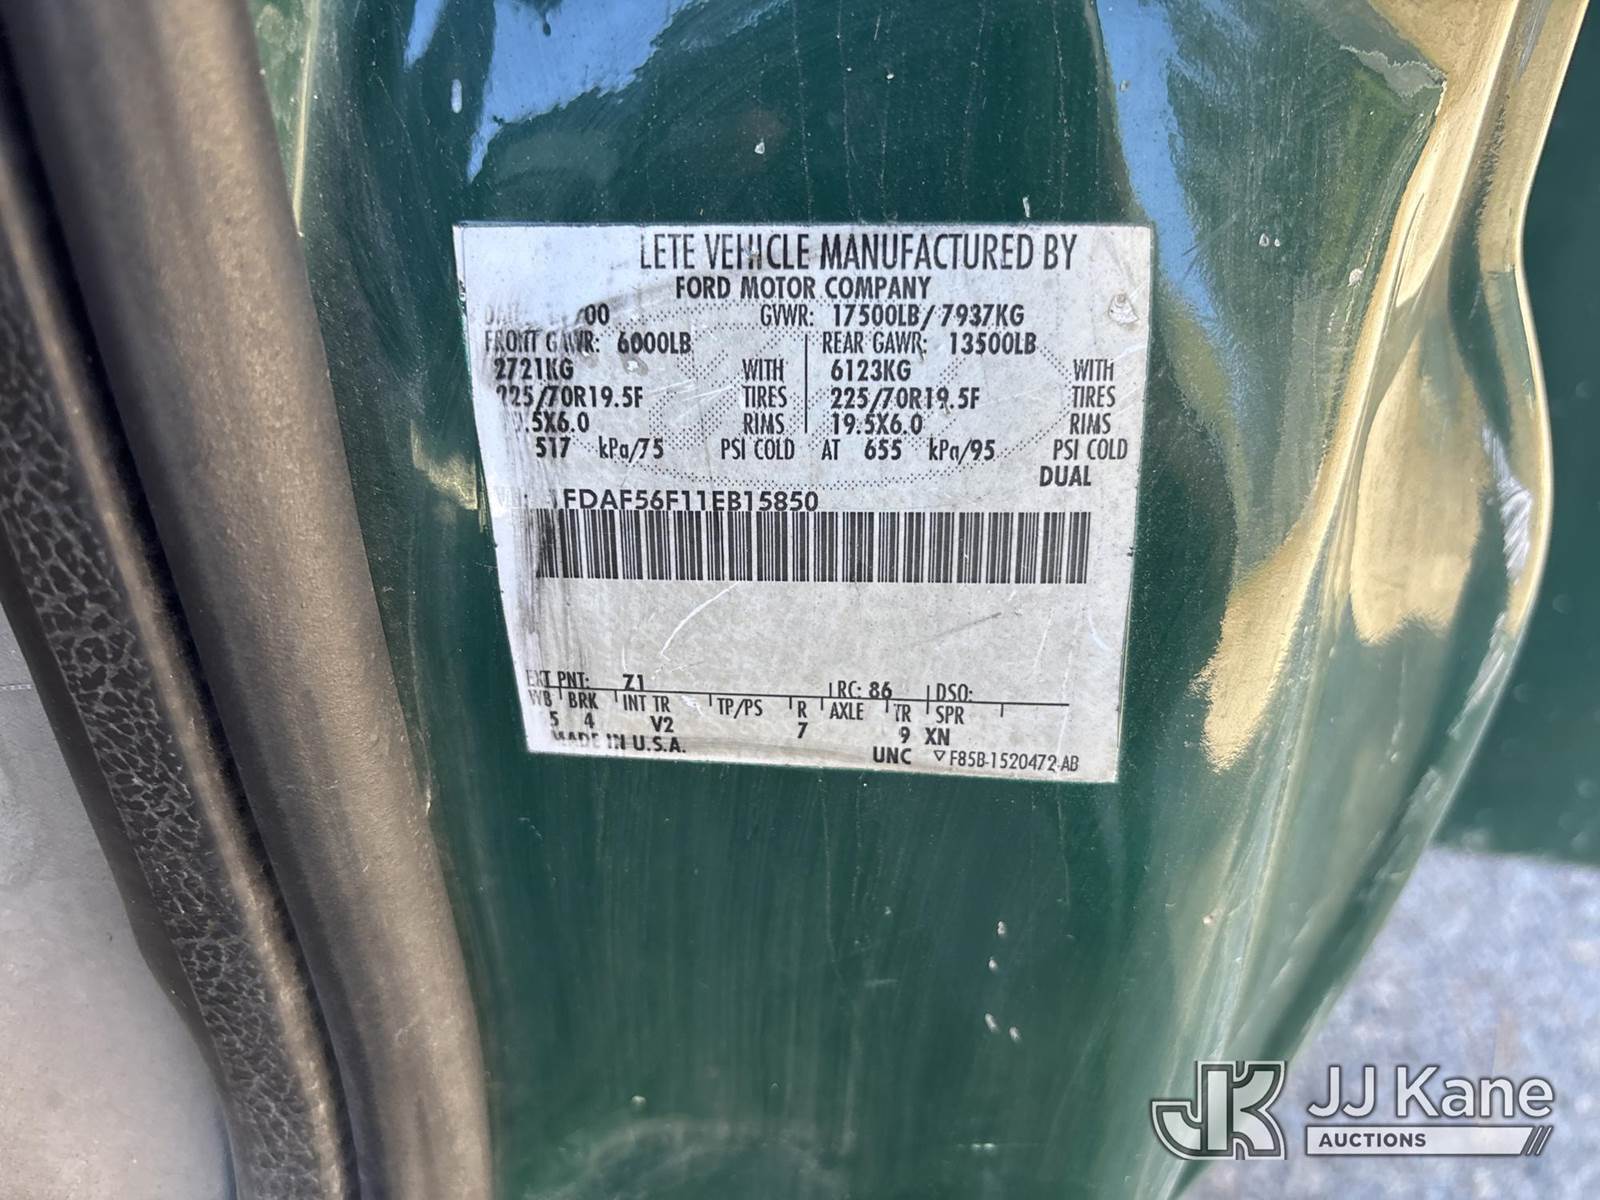 LETE VEHICLE MANUFACTURED BY
FORD MOTOR COMPANY
/00 GVWR: 17500LB/ 7937KG
FRONT GAWR: 6000LB REAR GAWR: 13500LB
2721KG WITH 6123KG WITH
225/70R19.5F TIRES 225/70R19.5F TIRES
.5X6.0 RIMS 19.5X6.0 RIMS
517 kPa/75 PSI COLD AT 655 kPa/95 PSI COLD
DUAL
FDAF56F11EB15850
EXT PNT: Z1 RC: 86 DSO:
WB BRK INT TR TP/PS R AXLE TR SPR
5 4 V2 7 9 XN
MADE IN U.S.A.
UNC F85B-1520472-AB
JK JJ Kane
AUCTIONS